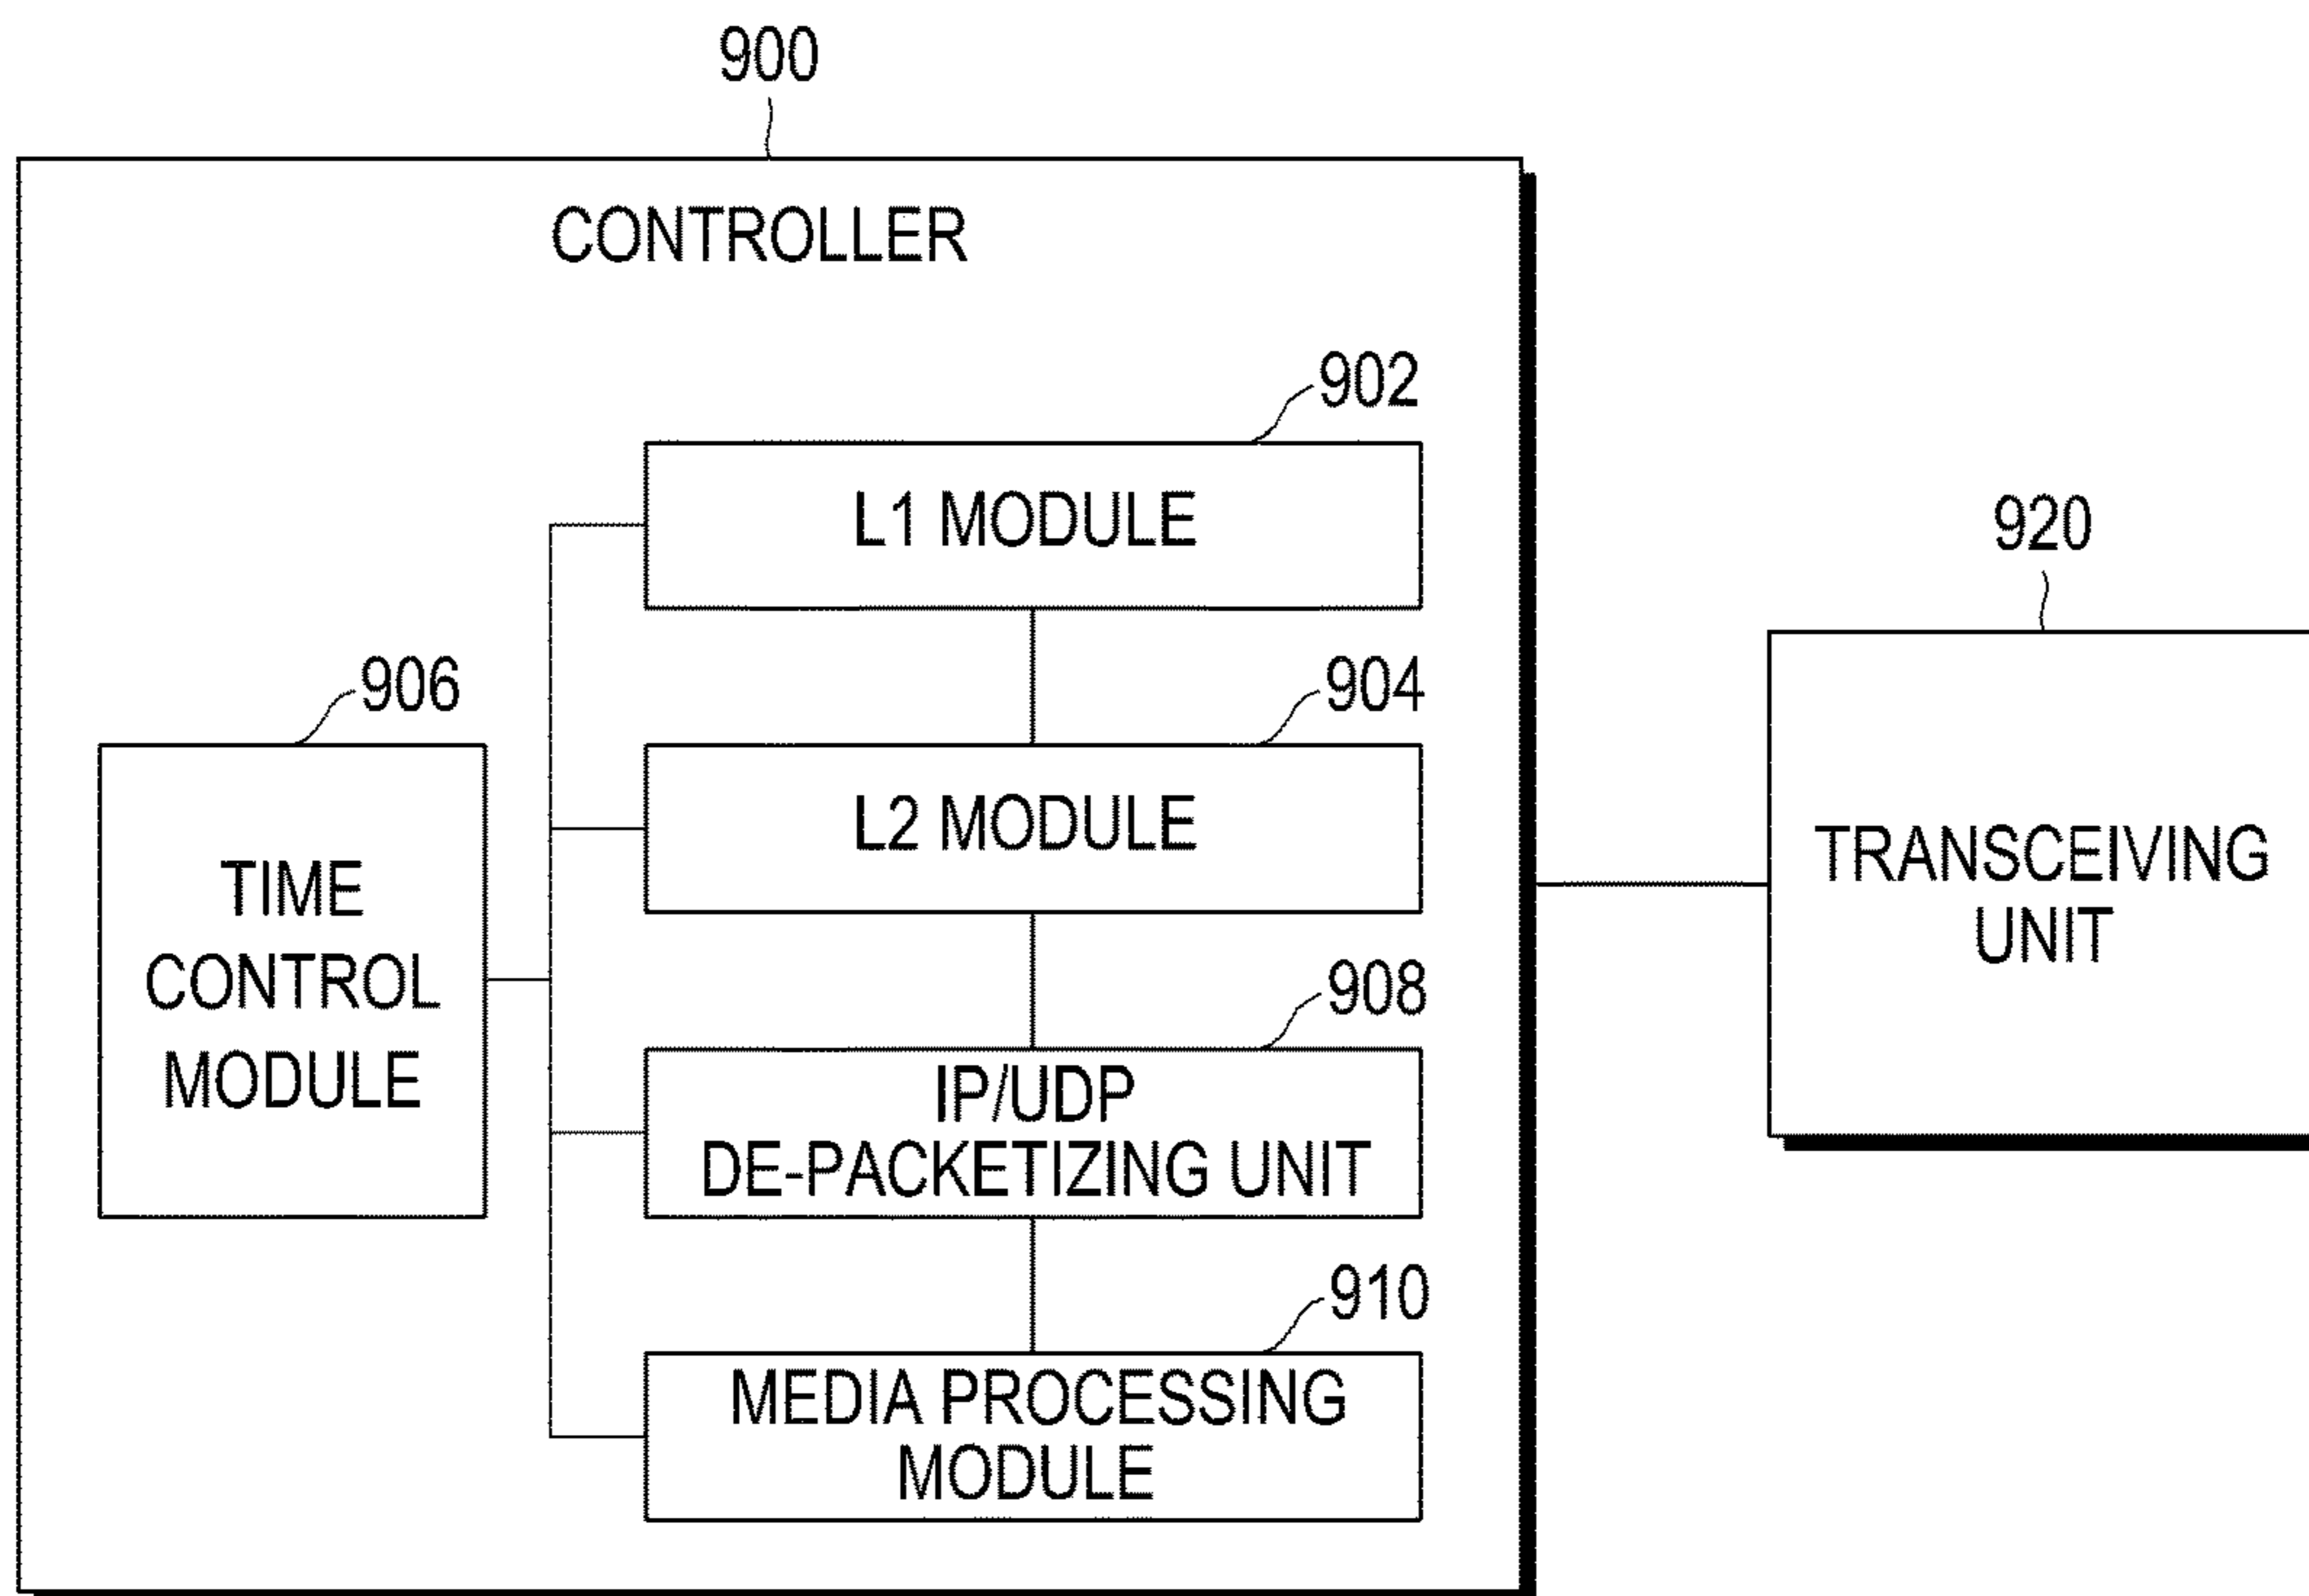 900
CONTROLLER
902
L1 MODULE
920
906
904
TIME
CONTROL
MODULE
L2 MODULE
TRANSCEIVING
UNIT
908
IP/UDP
DE-PACKETIZING UNIT
910
MEDIA PROCESSING
MODULE